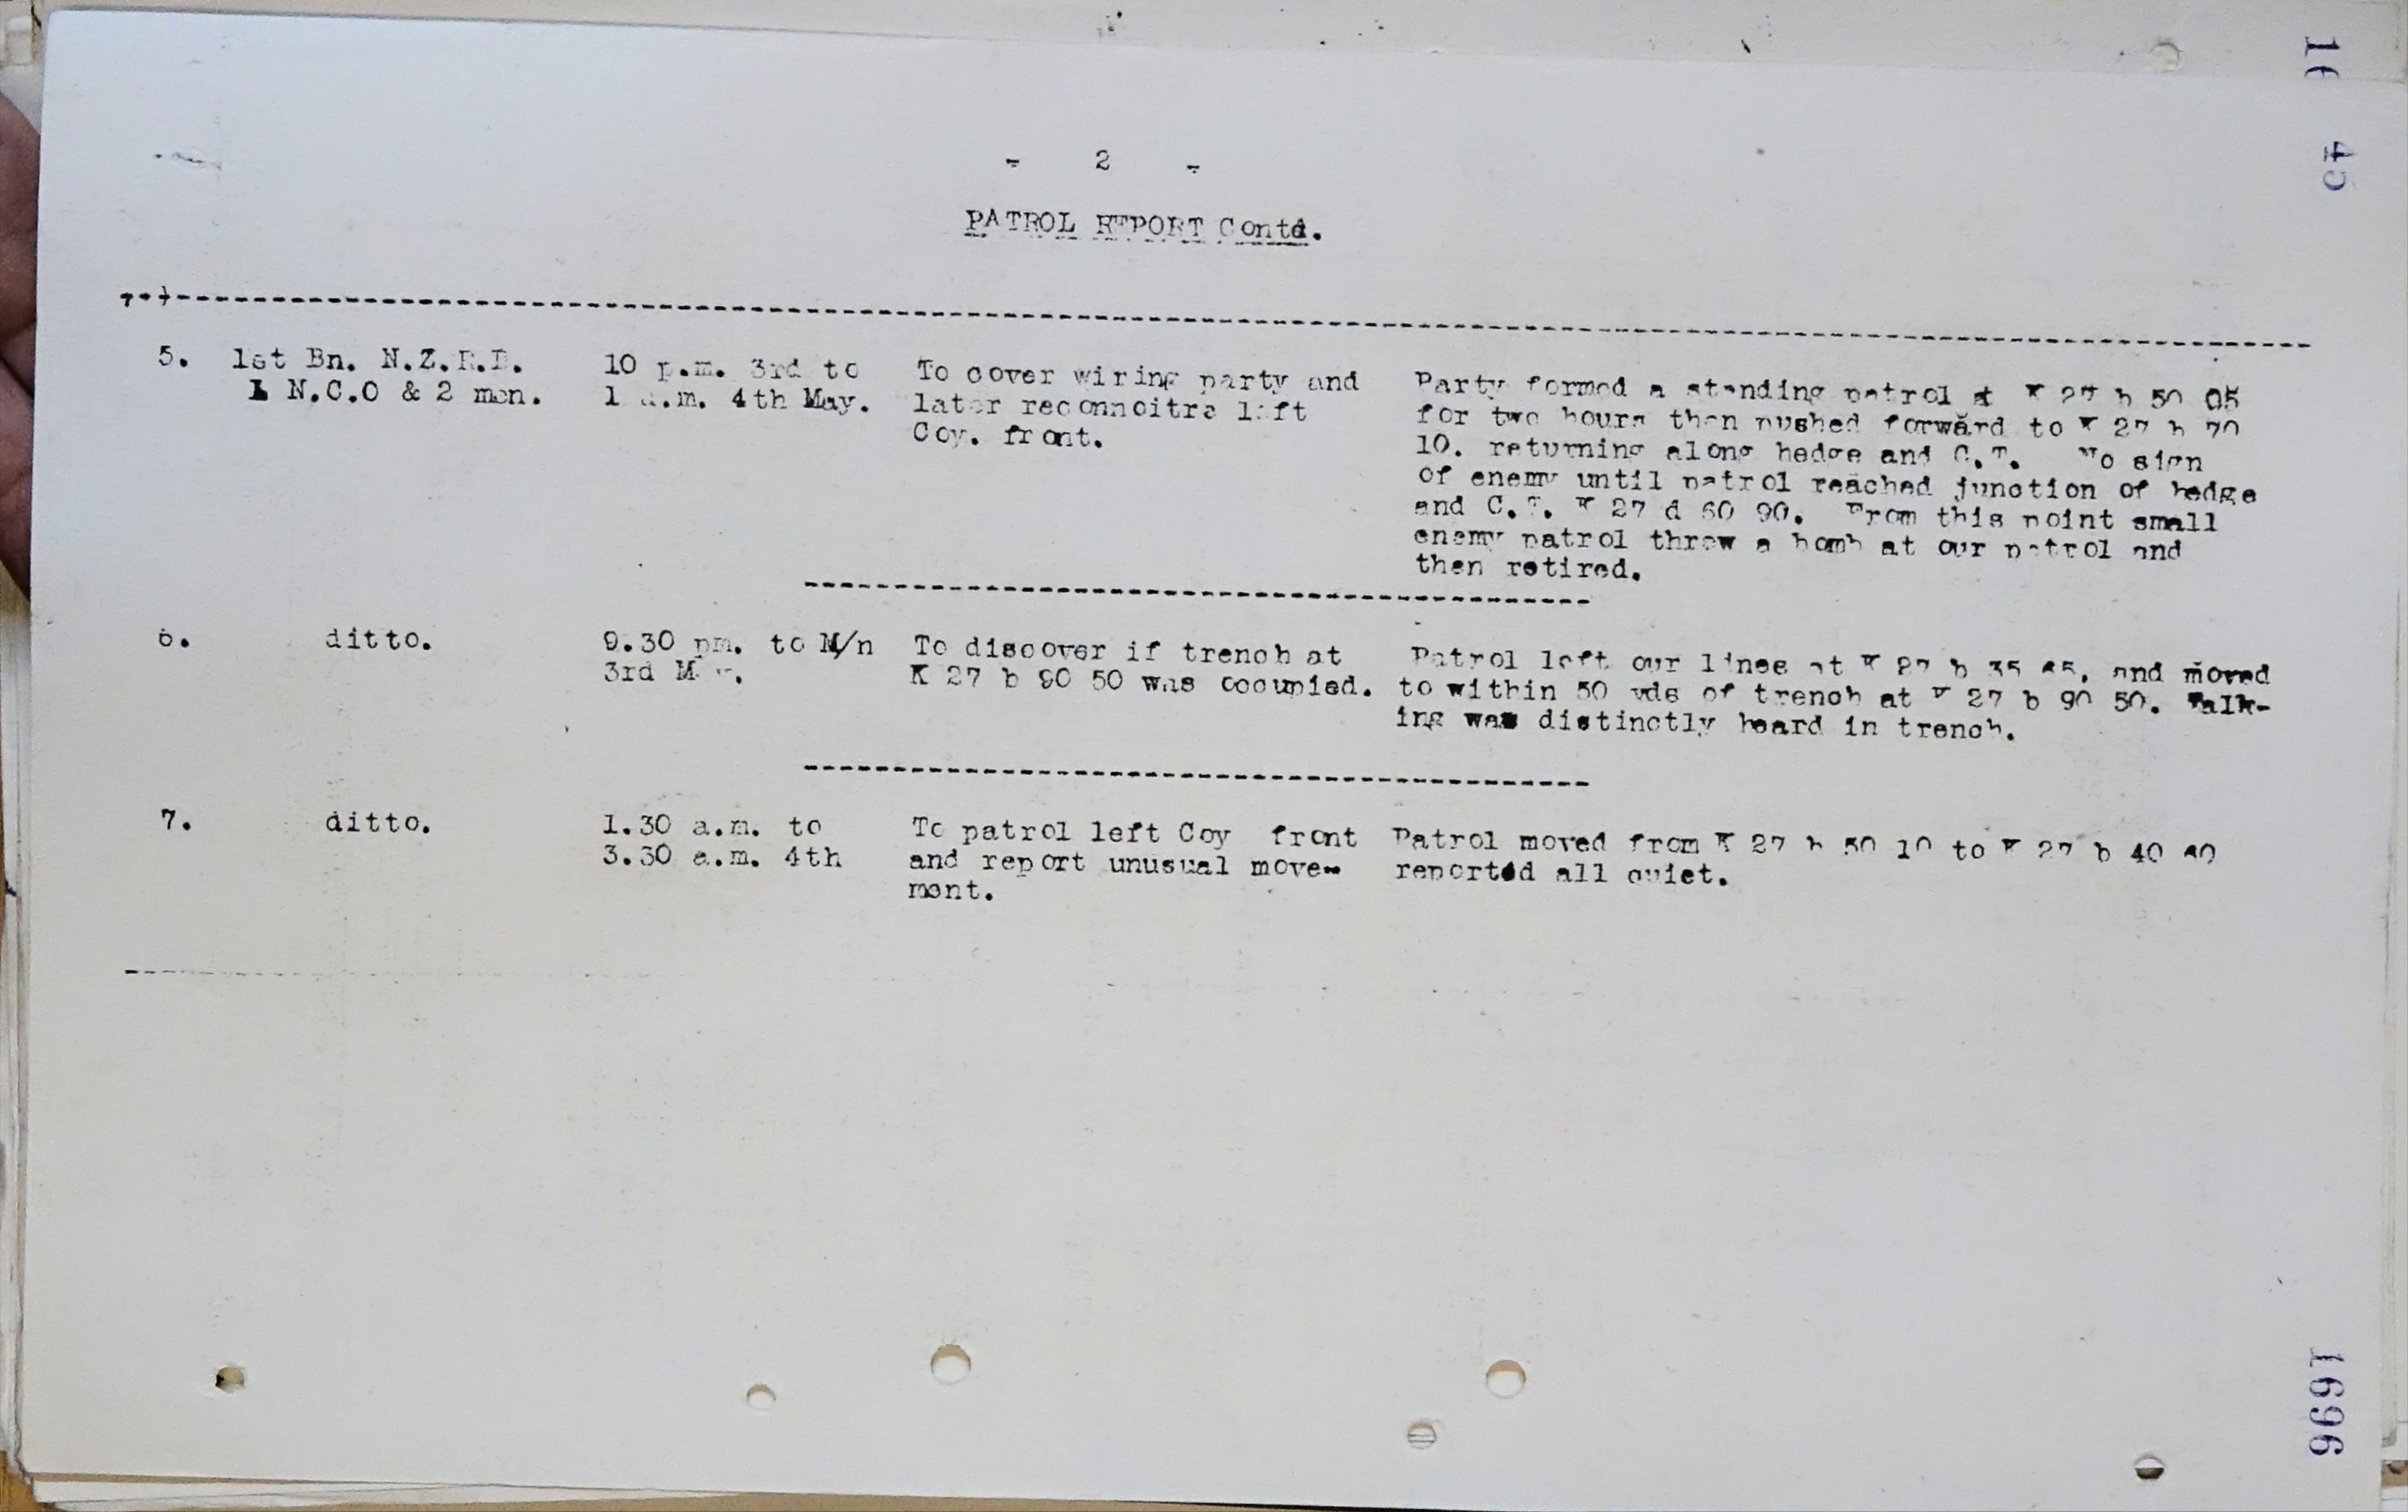 - 2 -
PATROL REPORT Contd.
5. 1st Bn. N.Z.R.B.
1 N.C.O & 2 men.
10 p.m. 3rd to
1 a.m. 4th May.
To cover wiring party and
later reconnoitre left
Coy. front.
Party formed a standing patrol at K 27 b 50 05
for two hours then pushed forward to K 27 b 70
10. returning along hedge and C.T. No sign
of enemy until patrol reached junction of hedge
and C.T. K 27 d 60 90. From this point small
enemy patrol threw a bomb at our patrol and
then retired.
6. ditto.
9.30 pm. to M/n
3rd May.
To discover if trench at
K 27 b 90 50 was occupied.
Patrol left our lines at K 27 b 35 and moved
to within 50 yds of trench at K 27 b 90 50. Talk-
ing was distinctly heard in trench.
7. ditto.
1.30 a.m. to
3.30 a.m. 4th
To patrol left Coy front
and report unusual move-
ment.
Patrol moved from K 27 b 50 10 to K 27 b 40
reported all quiet.
45
1996